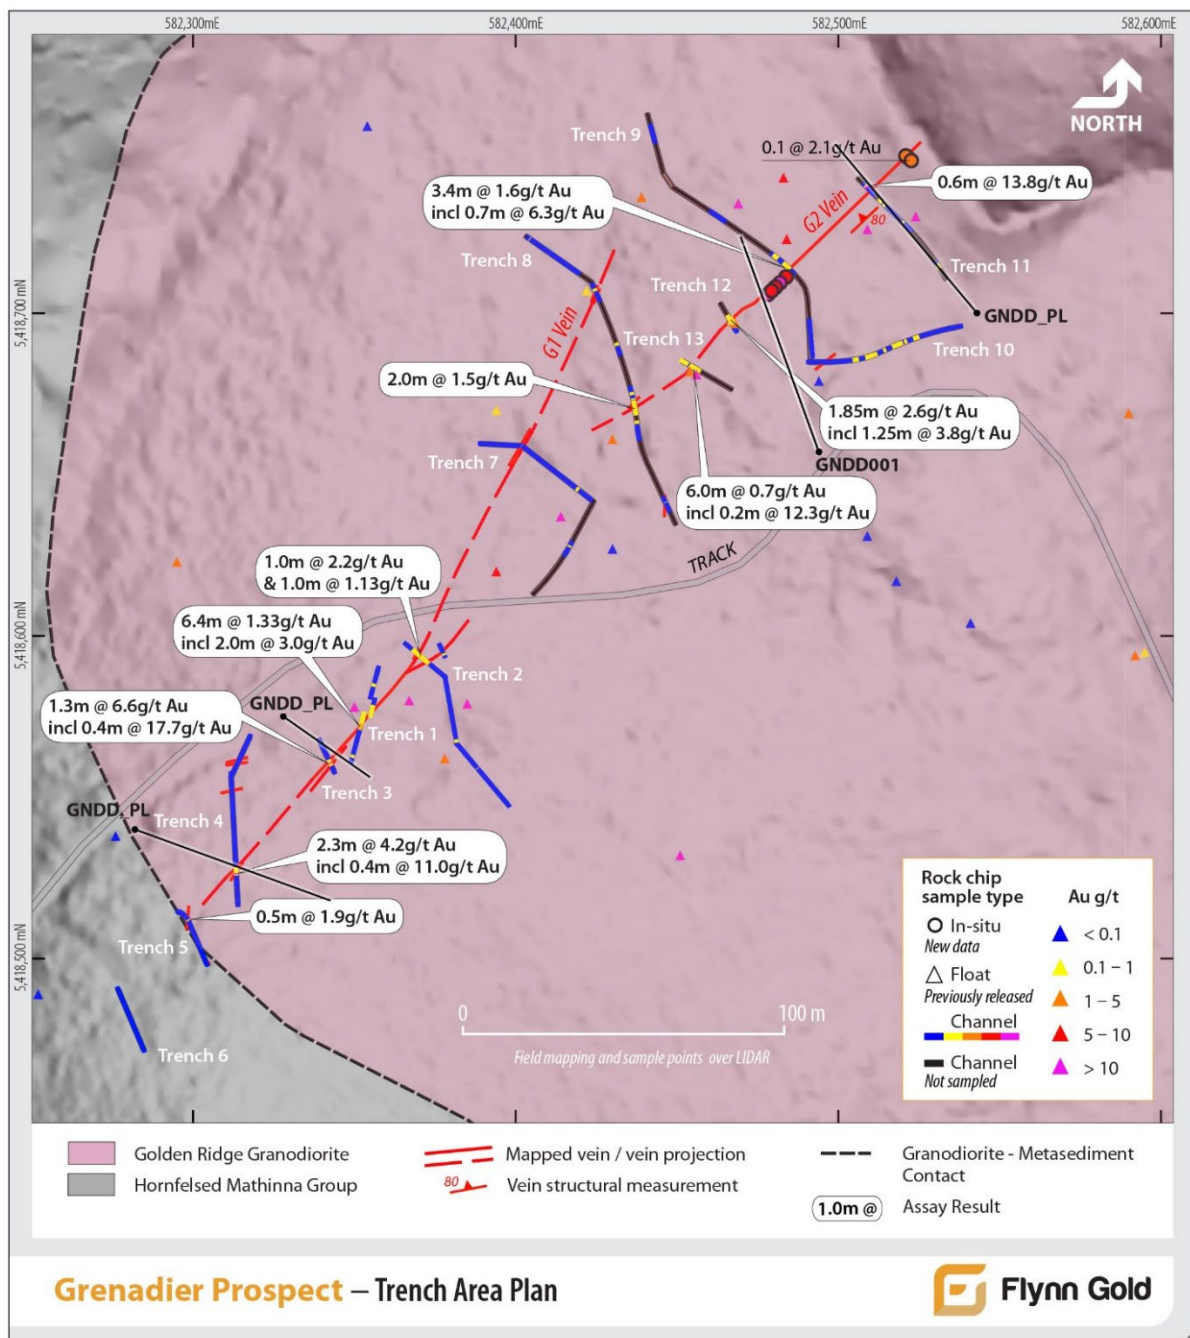 582,300mE
582,400mE
582,500mE
582,600mE
NORTH
Trench 9
0.1 @ 2.1g/t Au
3.4m @ 1.6g/t Au
incl 0.7m @ 6.3g/t Au
0.6m @ 13.8g/t Au
G2 Vein
80
Trench 8
Trench 11
Trench 12
5,418,700 mN
GNDD_PL
G1 Vein
Trench 13
Trench 10
2.0m @ 1.5g/t Au
1.85m @ 2.6g/t Au
incl 1.25m @ 3.8g/t Au
GNDD001
Trench 7
6.0m @ 0.7g/t Au
incl 0.2m @ 12.3g/t Au
TRACK
1.0m @ 2.2g/t Au
& 1.0m @ 1.13g/t Au
6.4m @ 1.33g/t Au
incl 2.0m @ 3.0g/t Au
5,418,600 mN
Trench 2
GNDD_PL
1.3m @ 6.6g/t Au
incl 0.4m @ 17.7g/t Au
Trench 1
Trench 3
GNDD_PL
Trench 4
2.3m @ 4.2g/t Au
incl 0.4m @ 11.0g/t Au
0.5m @ 1.9g/t Au
Trench 5
5,418,500 mN
Trench 6
0
100 m
Field mapping and sample points over LIDAR
Rock chip
sample type
Au g/t
In-situ
New data
< 0.1
Float
Previously released
0.1 – 1
1 – 5
Channel
5 – 10
Channel
Not sampled
> 10
Golden Ridge Granodiorite
Mapped vein / vein projection
Granodiorite - Metasediment
Contact
Hornfelsed Mathinna Group
80
Vein structural measurement
1.0m @
Assay Result
Grenadier Prospect – Trench Area Plan
Flynn Gold